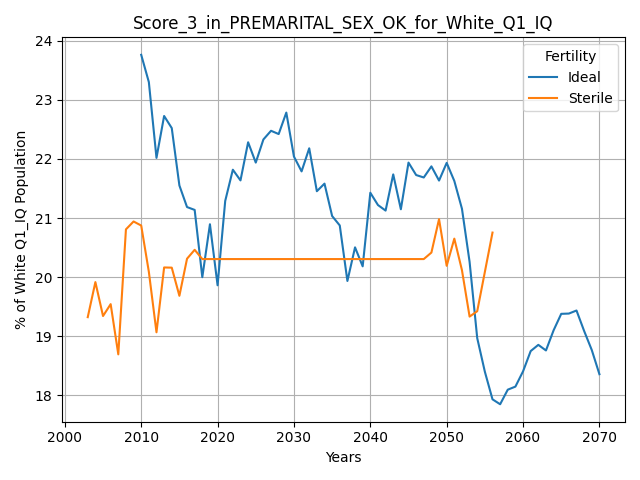 Score_3_in_PREMARITAL_SEX_OK_for_White_Q1_IQ
Fertility
Ideal
Sterile
% of White Q1_IQ Population
24
23
22
21
20
19
18
2000
2010
2020
2030
2040
2050
2060
2070
Years